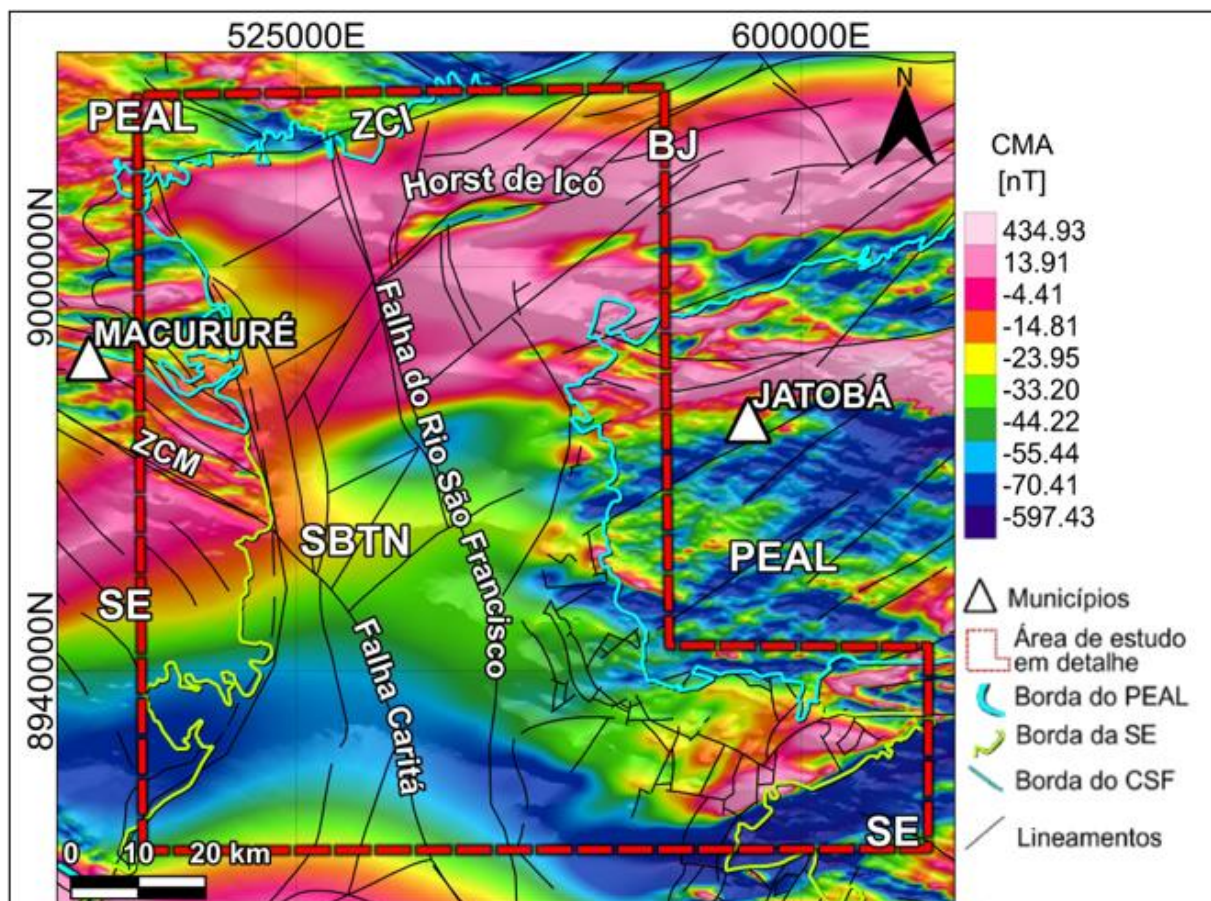 525000E 600000E
N
PEAL
ZCI
BJ
Horst de Icó
9000000N
MACURURÉ
Falha do Rio São Francisco
JATOBÁ
ZCM
SBTN
PEAL
SE
Falha Caritá
8940000N
SE
0 10 20 km
CMA
[nT]
434.93
13.91
-4.41
-14.81
-23.95
-33.20
-44.22
-55.44
-70.41
-597.43
Municípios
Área de estudo
em detalhe
Borda do PEAL
Borda da SE
Borda do CSF
Lineamentos